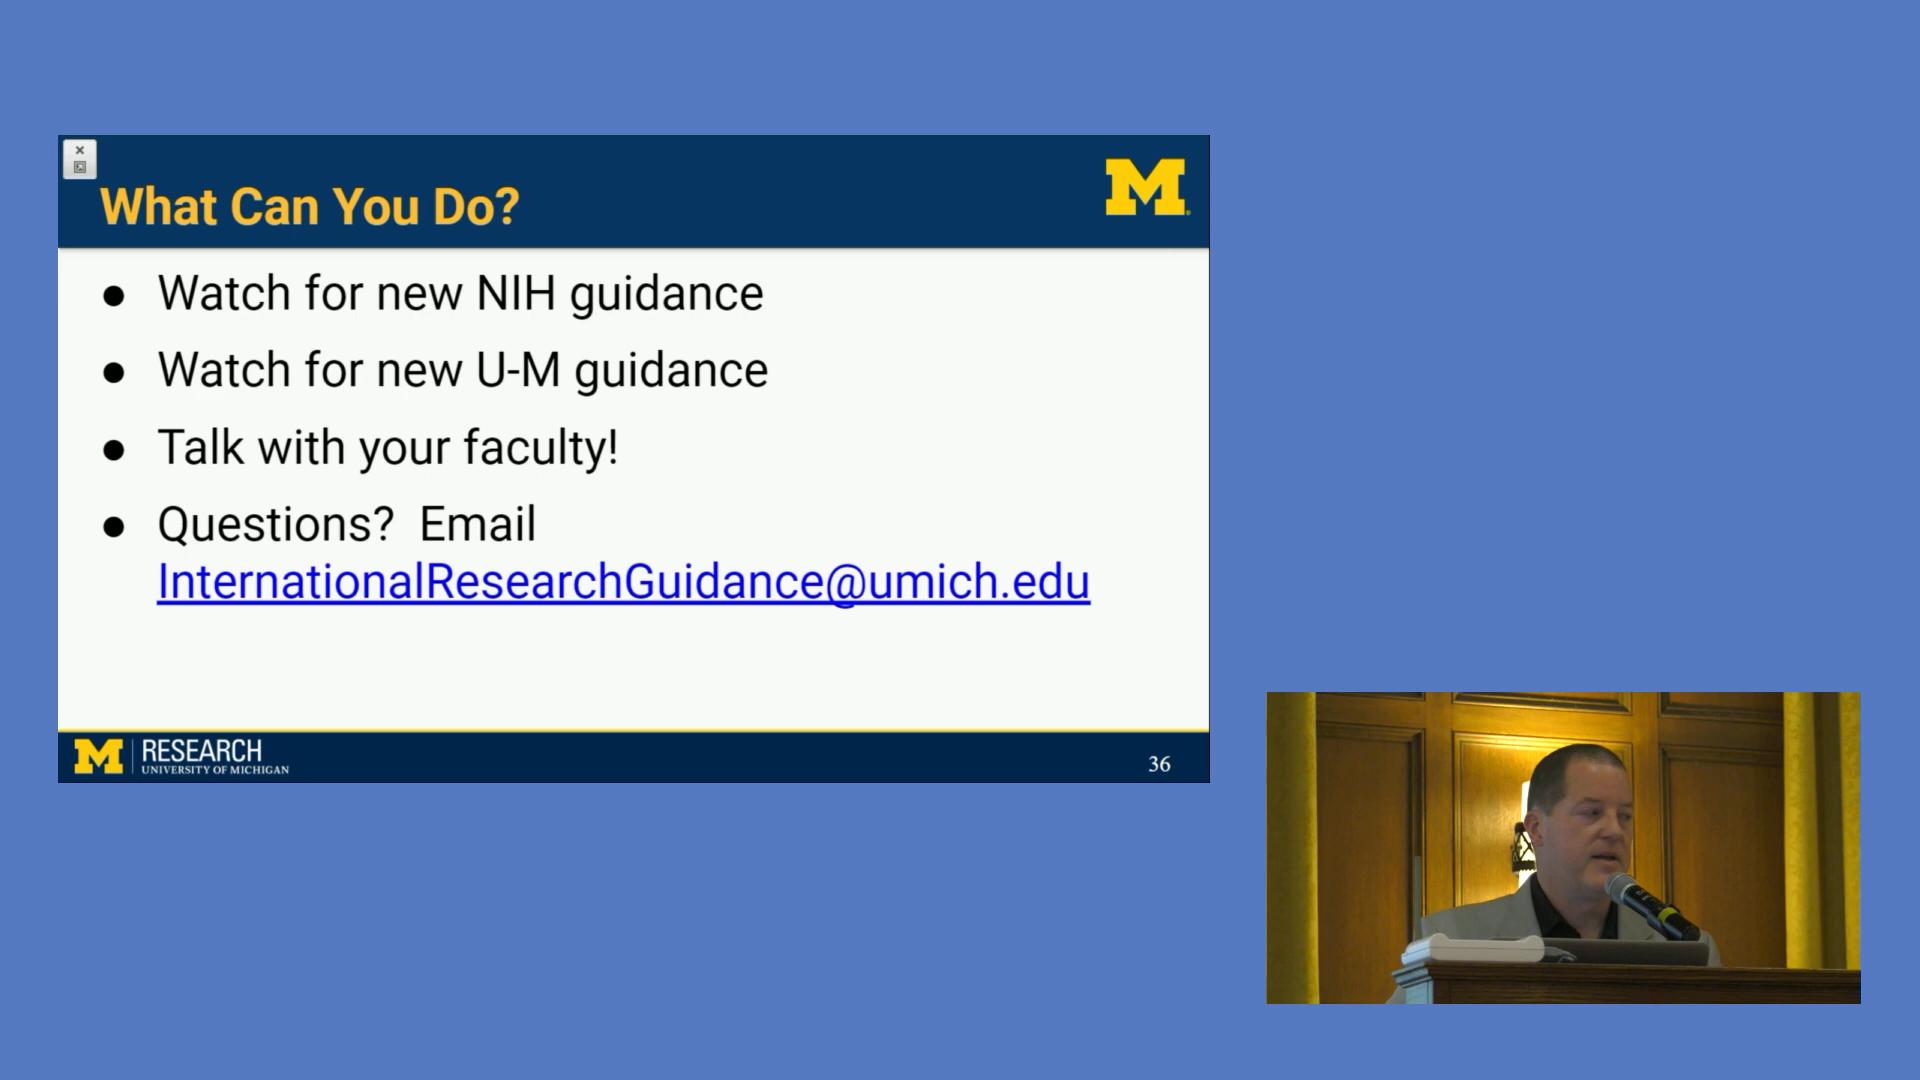 What Can You Do?
M
● Watch for new NIH guidance
● Watch for new U-M guidance
● Talk with your faculty!
● Questions?  Email
InternationalResearchGuidance@umich.edu
M | RESEARCH
UNIVERSITY OF MICHIGAN
36